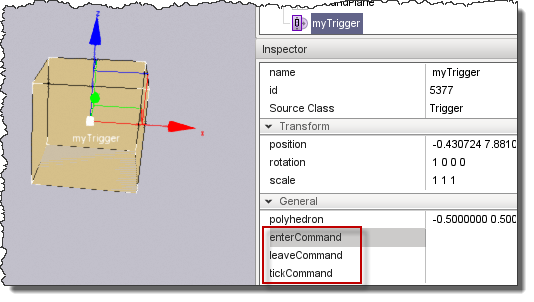 myTrigger
Inspector
name myTrigger
id 5377
Source Class Trigger
Transform
position -0.430724 7.8810
rotation 1 0 0 0
scale 1 1 1
General
polyhedron -0.5000000 0.500
enterCommand
leaveCommand
tickCommand
z
x
myTrigger